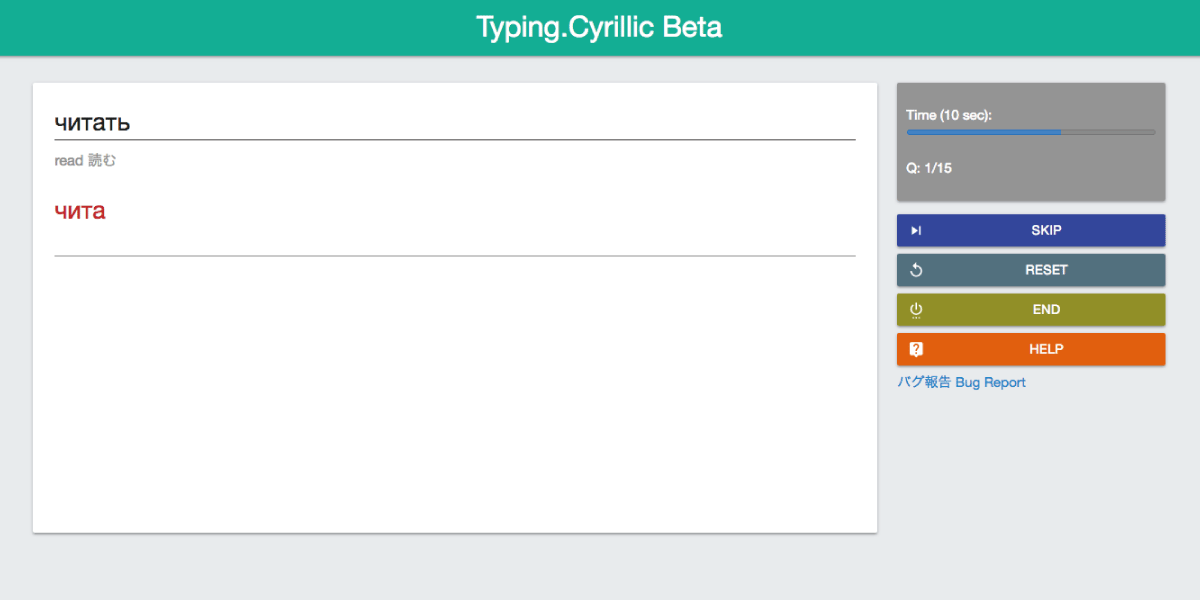 Typing.Cyrillic Beta
читать
read 読む
чита
Time (10 sec):
Q: 1/15
SKIP
RESET
END
HELP
バグ報告 Bug Report